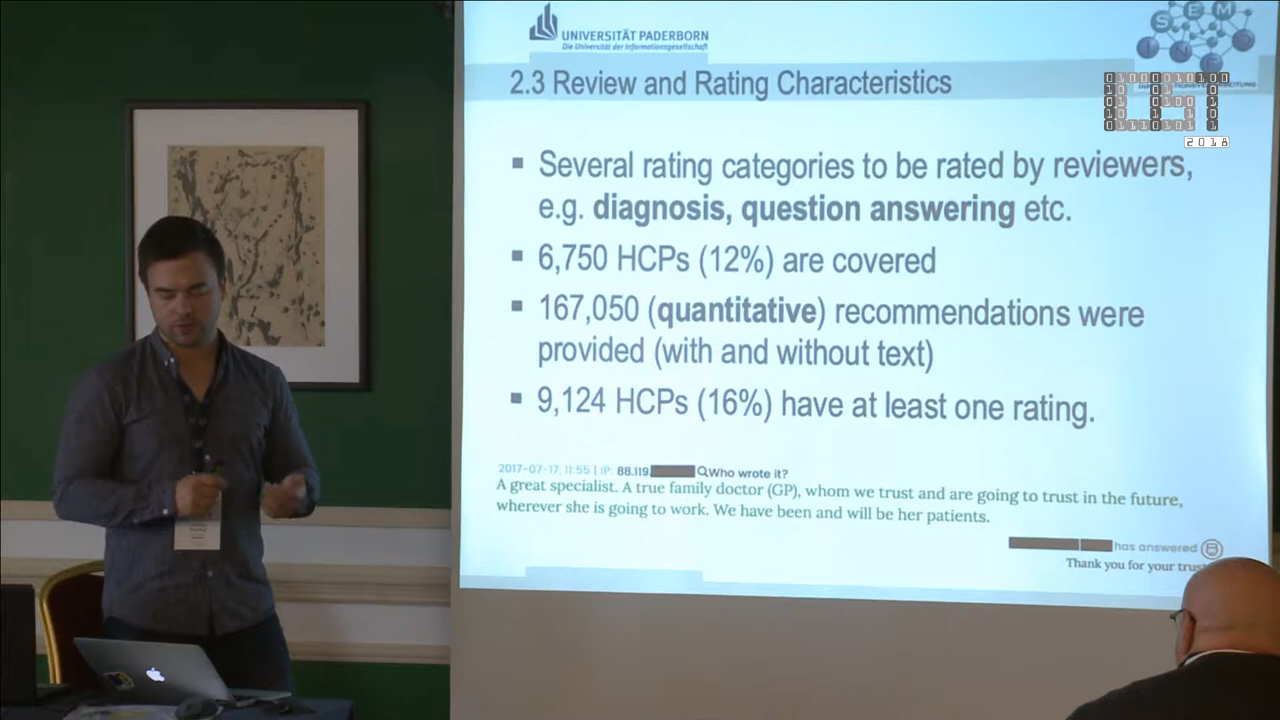 UNIVERSITÄT PADERBORN
Die Universität der Informationsgesellschaft
SEM
I N F
2.3 Review and Rating Characteristics
01000010100
2018
▪ Several rating categories to be rated by reviewers,
e.g. diagnosis, question answering etc.
▪ 6,750 HCPs (12%) are covered
▪ 167,050 (quantitative) recommendations were
provided (with and without text)
▪ 9,124 HCPs (16%) have at least one rating.
2017-07-17, 11:55 | IP: 88.119. Who wrote it?
A great specialist. A true family doctor (GP), whom we trust and are going to trust in the future,
wherever she is going to work. We have been and will be her patients.
has answered
Thank you for your